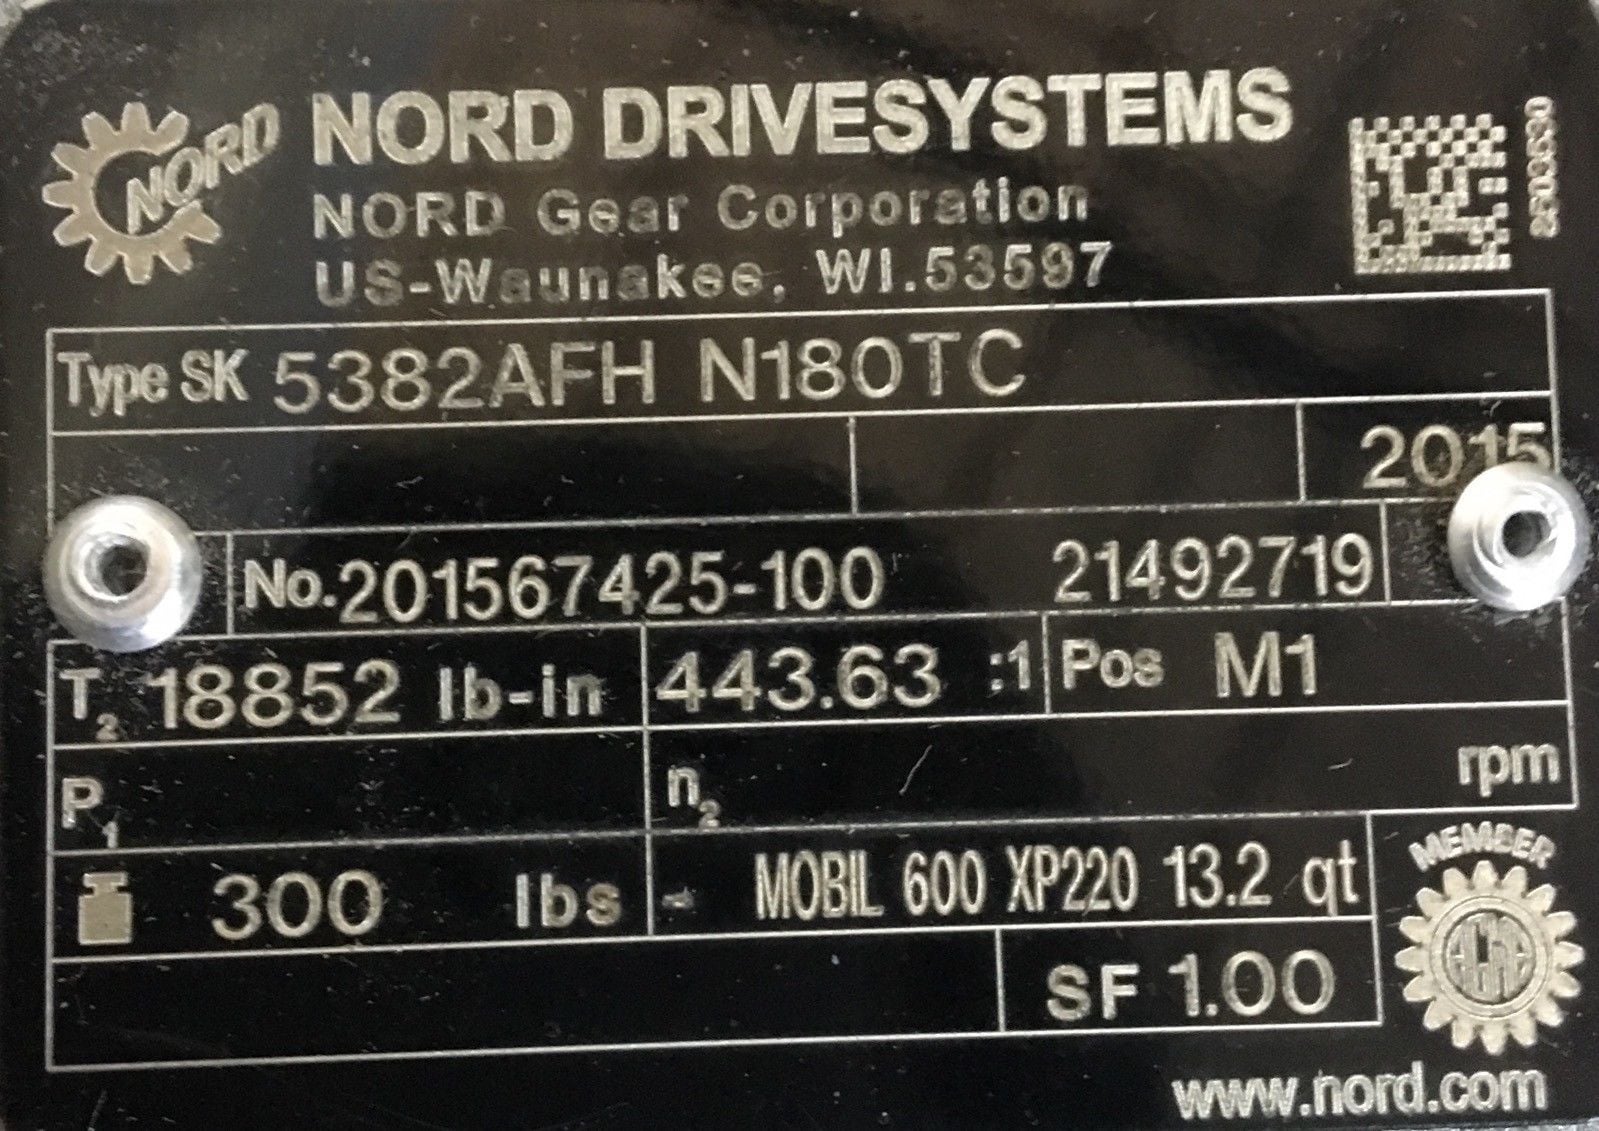 NORD
NORD DRIVESYSTEMS
NORD Gear Corporation
US-Waunakee, WI.53597
Type SK 5382AFH N180TC
2015
No.201567425-100 21492719
T2 18852 lb-in 443.63 :1 Pos M1
P1 n2 rpm
300 lbs - MOBIL 600 XP220 13.2 qt
MEMBER
AGMA
SF 1.00
www.nord.com